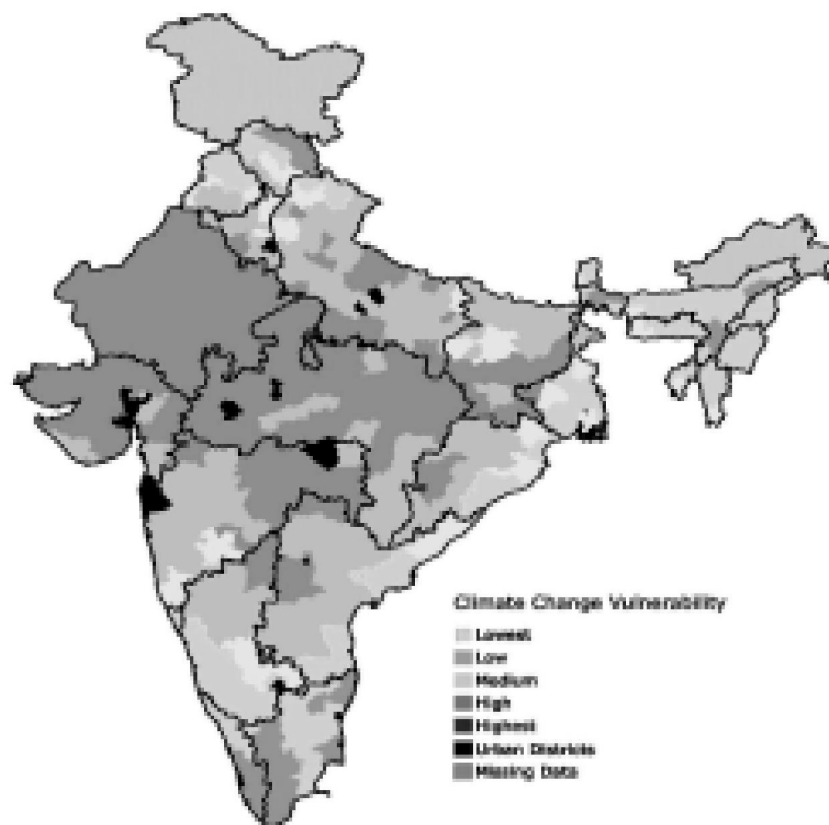 Climate Change Vulnerability
Lowest
Low
Medium
High
Highest
Urban Districts
Missing Data